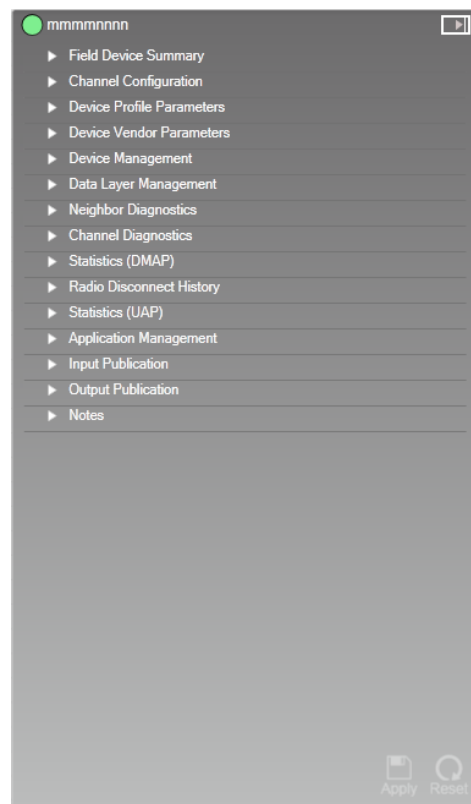 mmmmnnnn
Field Device Summary
Channel Configuration
Device Profile Parameters
Device Vendor Parameters
Device Management
Data Layer Management
Neighbor Diagnostics
Channel Diagnostics
Statistics (DMAP)
Radio Disconnect History
Statistics (UAP)
Application Management
Input Publication
Output Publication
Notes
Apply Reset